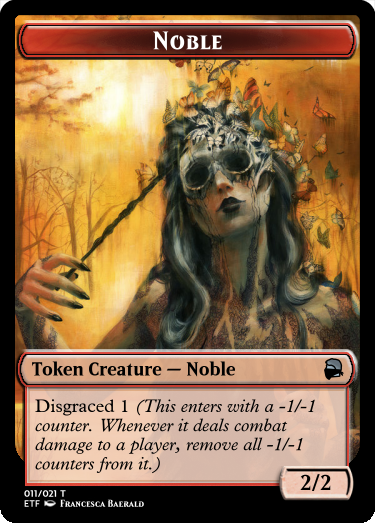 Noble
Token Creature — Noble
Disgraced 1 (This enters with a -1/-1
counter. Whenever it deals combat
damage to a player, remove all -1/-1
counters from it.)
2/2
011/021 T
ETF Francesca Baerald